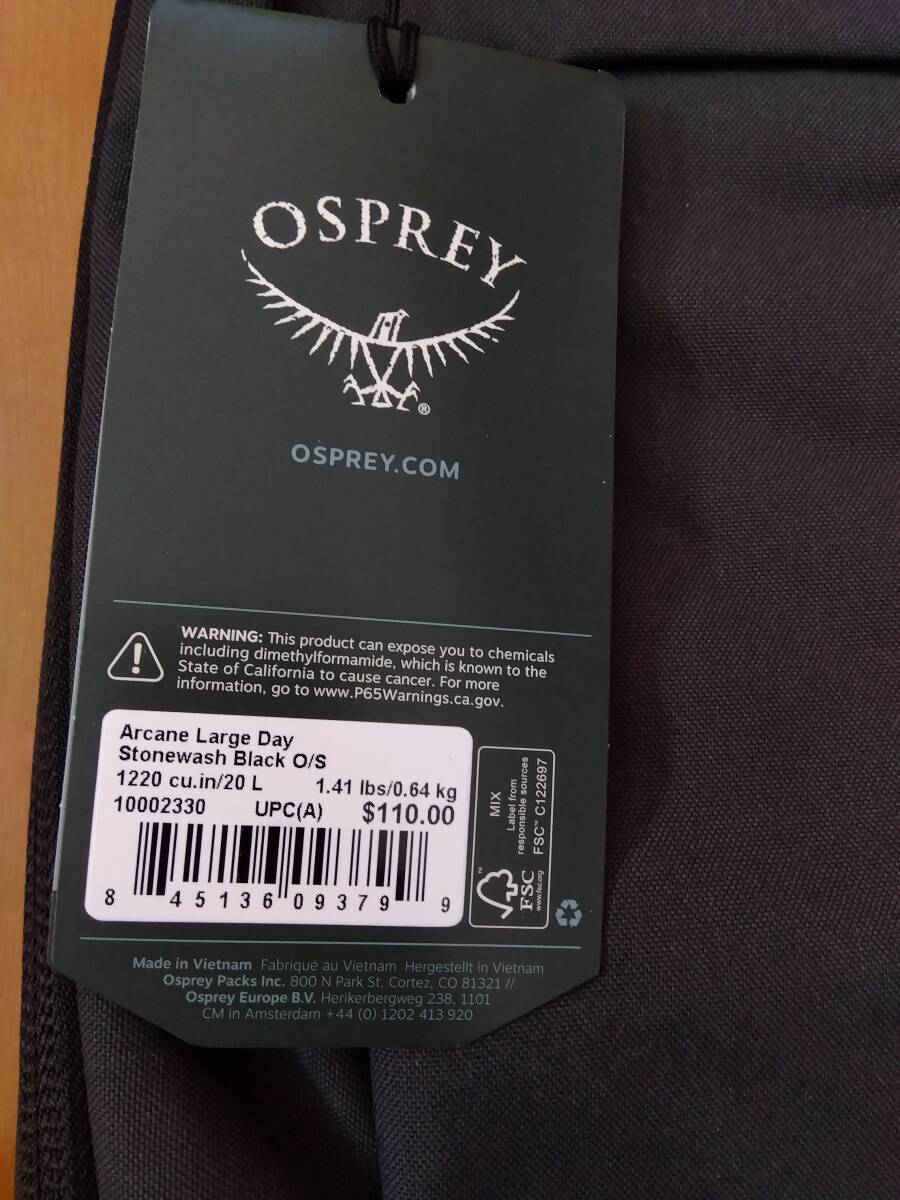 OSPREY
®
OSPREY.COM
WARNING: This product can expose you to chemicals
including dimethylformamide, which is known to the
State of California to cause cancer. For more
information, go to www.P65Warnings.ca.gov.
Arcane Large Day
Stonewash Black O/S
1220 cu.in/20 L 1.41 lbs/0.64 kg
10002330 UPC(A) $110.00
8 45136 09379 9
MIX
Label from
responsible sources
FSC™ C122697
™
FSC
www.fsc.org
Made in Vietnam Fabriqué au Vietnam Hergestellt in Vietnam
Osprey Packs Inc. 800 N Park St, Cortez, CO 81321 //
Osprey Europe B.V. Herikerbergweg 238, 1101
CM in Amsterdam +44 (0) 1202 413 920